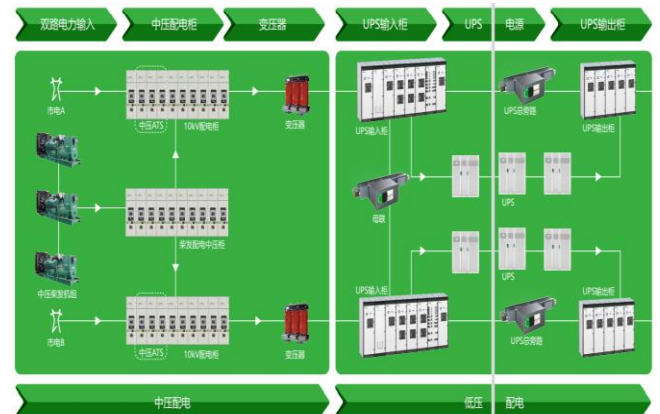 双路电力输入
中压配电柜
变压器
UPS输入柜
UPS
电源
UPS输出柜
市电A
中压ATS
10kV配电柜
变压器
UPS输入柜
UPS总旁路
UPS输出柜
UPS
母联
柴发配电中压柜
中压柴发机组
UPS
UPS输入柜
UPS输出柜
市电B
中压ATS
10kV配电柜
变压器
UPS总旁路
中压配电
低压
配电